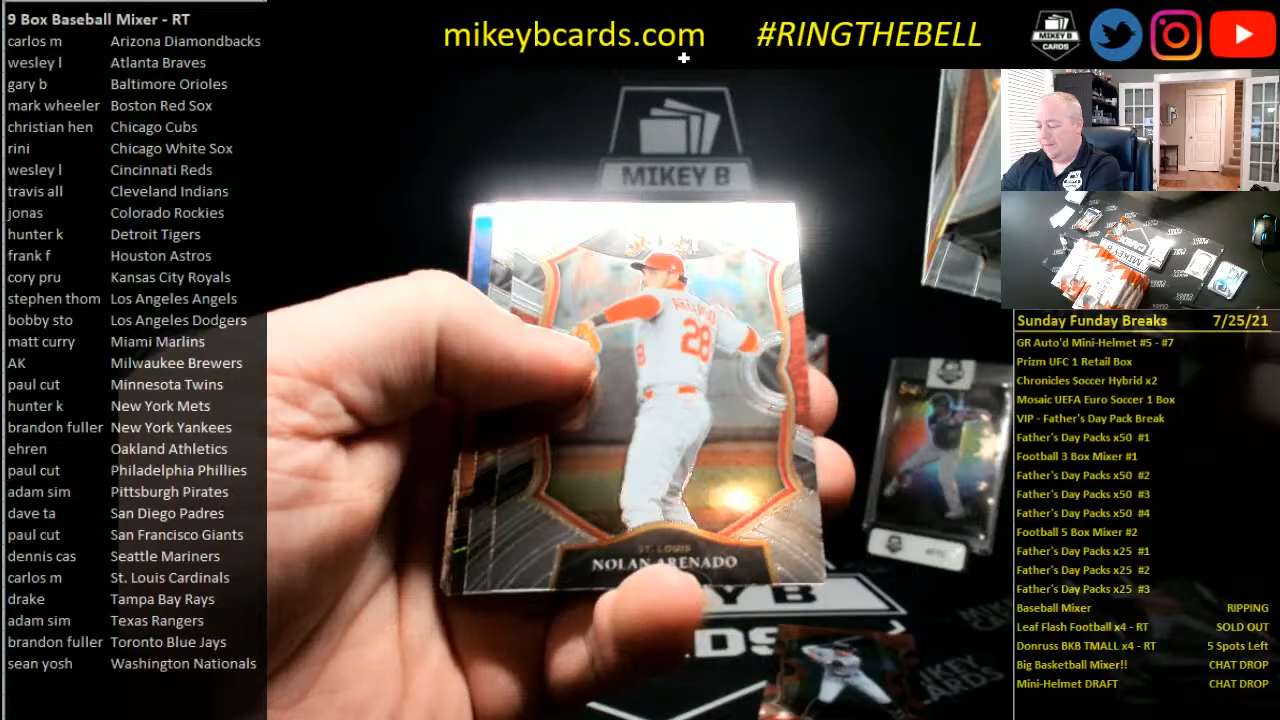 9 Box Baseball Mixer - RT
carlos m Arizona Diamondbacks
wesley l Atlanta Braves
gary b Baltimore Orioles
mark wheeler Boston Red Sox
christian hen Chicago Cubs
rini Chicago White Sox
wesley l Cincinnati Reds
travis all Cleveland Indians
jonas Colorado Rockies
hunter k Detroit Tigers
frank f Houston Astros
cory pru Kansas City Royals
stephen thom Los Angeles Angels
bobby sto Los Angeles Dodgers
matt curry Miami Marlins
AK Milwaukee Brewers
paul cut Minnesota Twins
hunter k New York Mets
brandon fuller New York Yankees
ehren Oakland Athletics
paul cut Philadelphia Phillies
adam sim Pittsburgh Pirates
dave ta San Diego Padres
paul cut San Francisco Giants
dennis cas Seattle Mariners
carlos m St. Louis Cardinals
drake Tampa Bay Rays
adam sim Texas Rangers
brandon fuller Toronto Blue Jays
sean yosh Washington Nationals
mikeybcards.com #RINGTHEBELL
MIKEY B
CARDS
MIKEY B
ARENADO
28
8
ST. LOUIS
NOLAN ARENADO
Y B
RDS
MIKEY B
CARDS
Sunday Funday Breaks 7/25/21
GR Auto'd Mini-Helmet #5 - #7
Prizm UFC 1 Retail Box
Chronicles Soccer Hybrid x2
Mosaic UEFA Euro Soccer 1 Box
VIP - Father's Day Pack Break
Father's Day Packs x50 #1
Football 3 Box Mixer #1
Father's Day Packs x50 #2
Father's Day Packs x50 #3
Father's Day Packs x50 #4
Football 5 Box Mixer #2
Father's Day Packs x25 #1
Father's Day Packs x25 #2
Father's Day Packs x25 #3
Baseball Mixer RIPPING
Leaf Flash Football x4 - RT SOLD OUT
Donruss BKB TMALL x4 - RT 5 Spots Left
Big Basketball Mixer!! CHAT DROP
Mini-Helmet DRAFT CHAT DROP